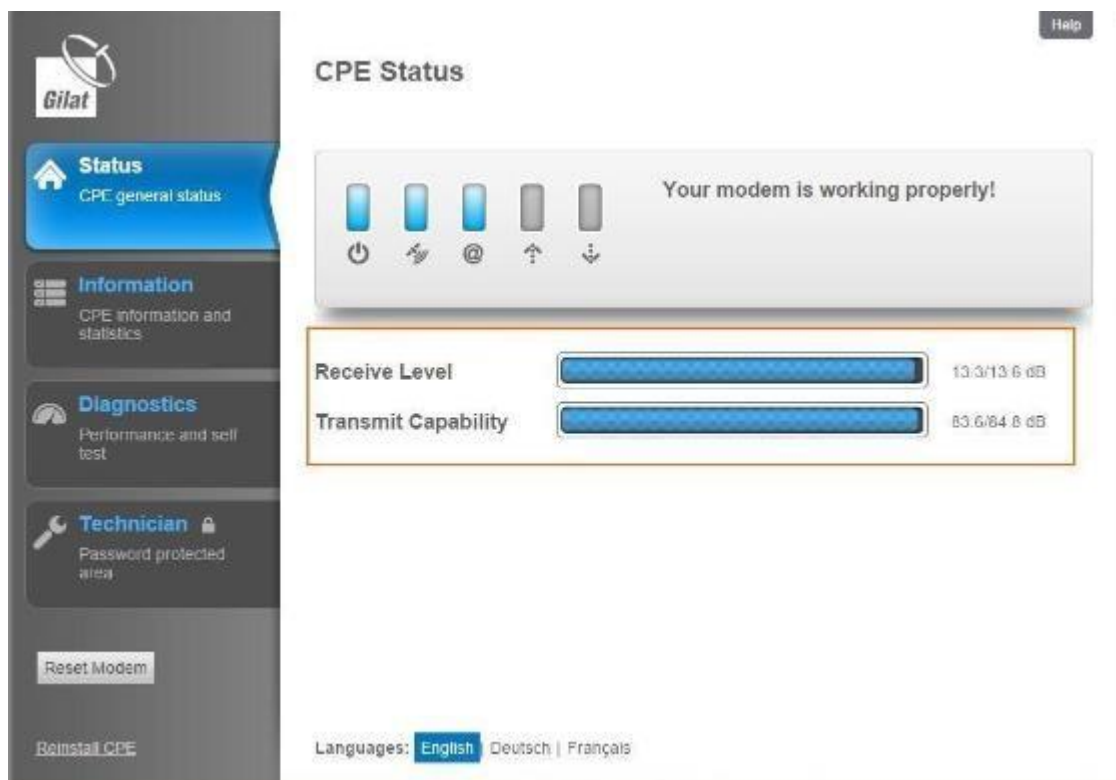 Help
Gilat
CPE Status
Status
CPE general status
Your modem is working properly!
@
Information
CPE information and
statistics
Receive Level 13.3/13.6 dB
Transmit Capability 83.6/84.8 dB
Diagnostics
Performance and self
test
Technician
Password protected
area
Reset Modem
Reinstall CPE
Languages: English | Deutsch | Français